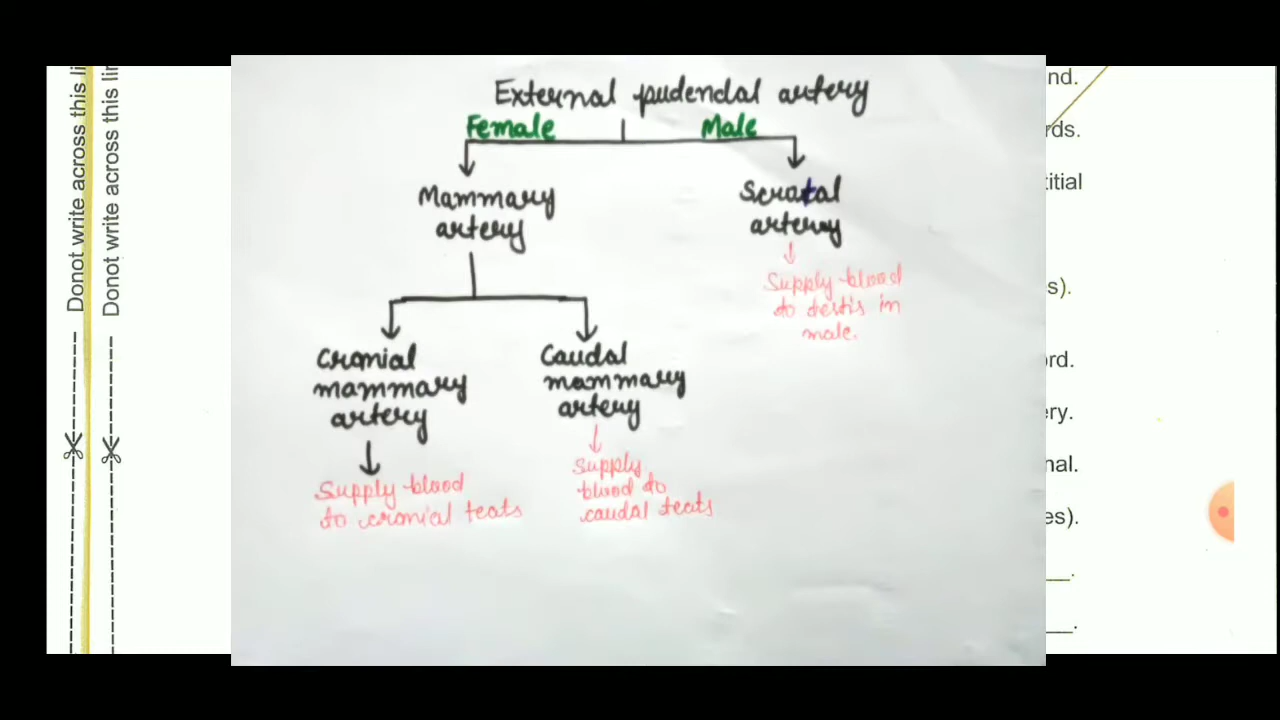 Donot write across this li
Donot write across this lin
External pudendal artery
Female
Male
Mammary
artery
Scrotal
artery
Supply blood
to testis in
male.
Cranial
mammary
artery
Caudal
mammary
artery
Supply blood
to cranial teats
Supply
blood to
caudal teats
nd.
rds.
titial
s).
ord.
ery.
nal.
es).